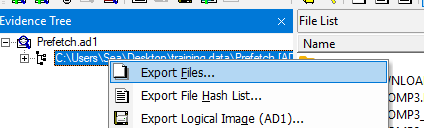 Evidence Tree
File List
Prefetch.ad1
Name
C:\Users\Sea\Desktop\training data\Prefetch [AD
Export Files...
Export File Hash List...
Export Logical Image (AD1)...